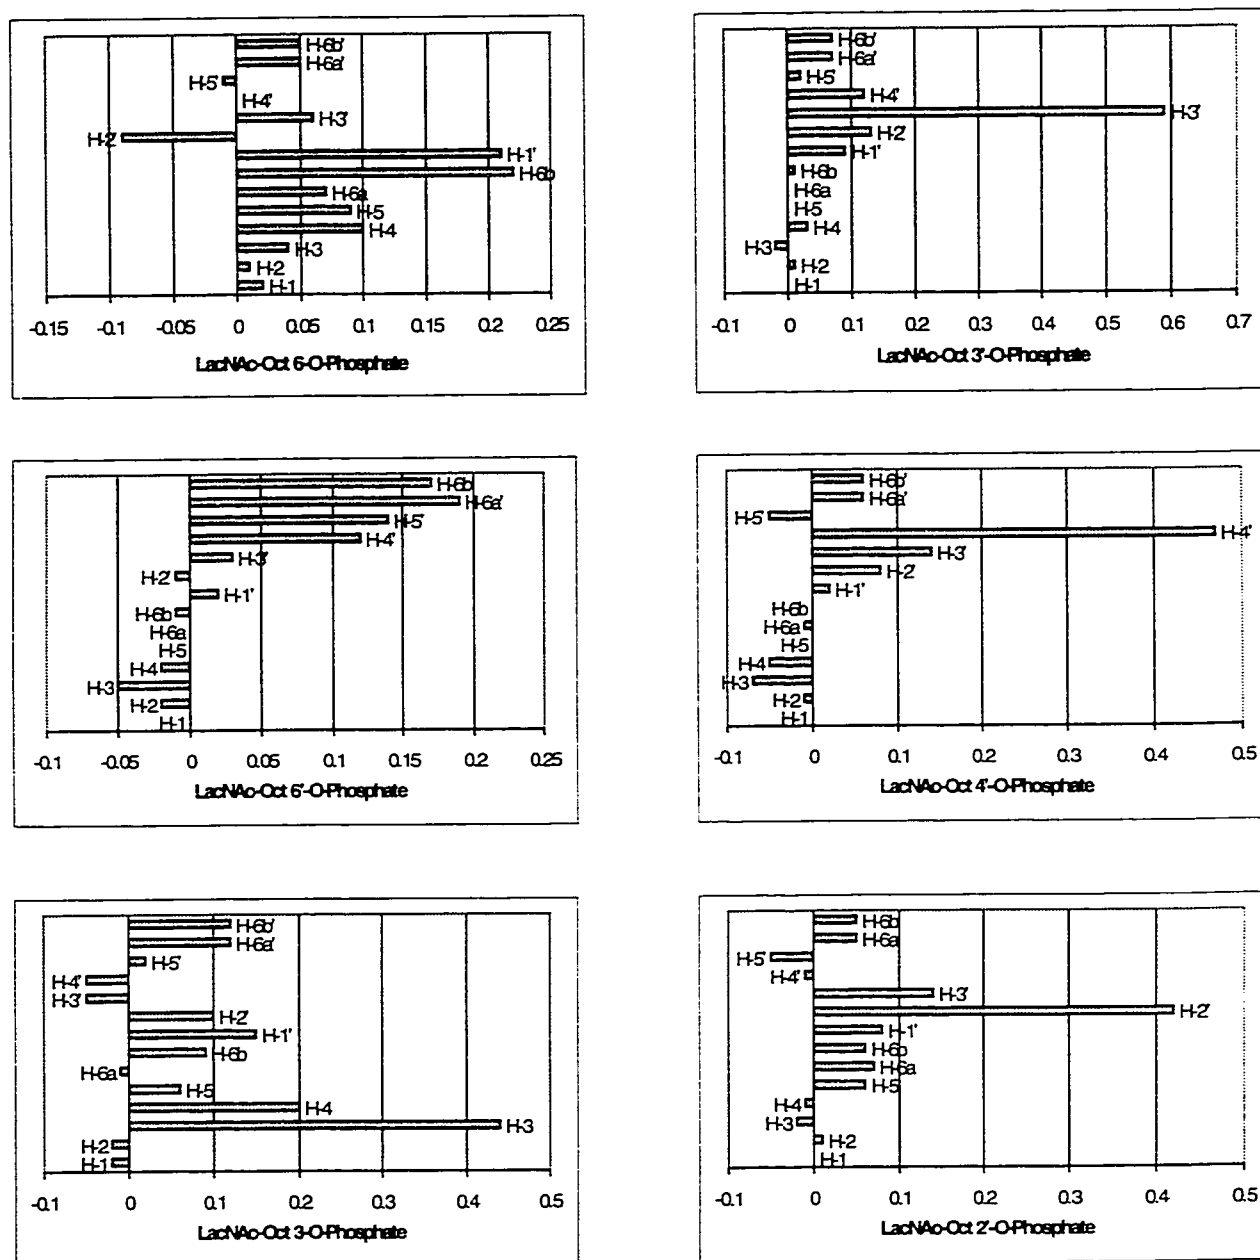 H-6b'
H-6a'
H-5'
H-4'
H-3'
H-2'
H-1'
H-6b
H-6a
H-5
H-4
H-3
H-2
H-1
-0.15 -0.1 -0.05 0 0.05 0.1 0.15 0.2 0.25
LacNAc-Oct 6-O-Phosphate
H-6b'
H-6a'
H-5'
H-4'
H-3'
H-2'
H-1'
H-6b
H-6a
H-5
H-4
H-3
H-2
H-1
-0.1 0 0.1 0.2 0.3 0.4 0.5 0.6 0.7
LacNAc-Oct 3'-O-Phosphate
H-6b'
H-6a'
H-5'
H-4'
H-3'
H-2'
H-1'
H-6b
H-6a
H-5
H-4
H-3
H-2
H-1
-0.1 -0.05 0 0.05 0.1 0.15 0.2 0.25
LacNAc-Oct 6'-O-Phosphate
H-6b'
H-6a'
H-5'
H-4'
H-3'
H-2'
H-1'
H-6b
H-6a
H-5
H-4
H-3
H-2
H-1
-0.1 0 0.1 0.2 0.3 0.4 0.5
LacNAc-Oct 4'-O-Phosphate
H-6b'
H-6a'
H-5'
H-4'
H-3'
H-2'
H-1'
H-6b
H-6a
H-5
H-4
H-3
H-2
H-1
-0.1 0 0.1 0.2 0.3 0.4 0.5
LacNAc-Oct 3-O-Phosphate
H-6b
H-6a
H-5'
H-4'
H-3'
H-2'
H-1'
H-6b
H-6a
H-5
H-4
H-3
H-2
H-1
-0.1 0 0.1 0.2 0.3 0.4 0.5
LacNAc-Oct 2'-O-Phosphate